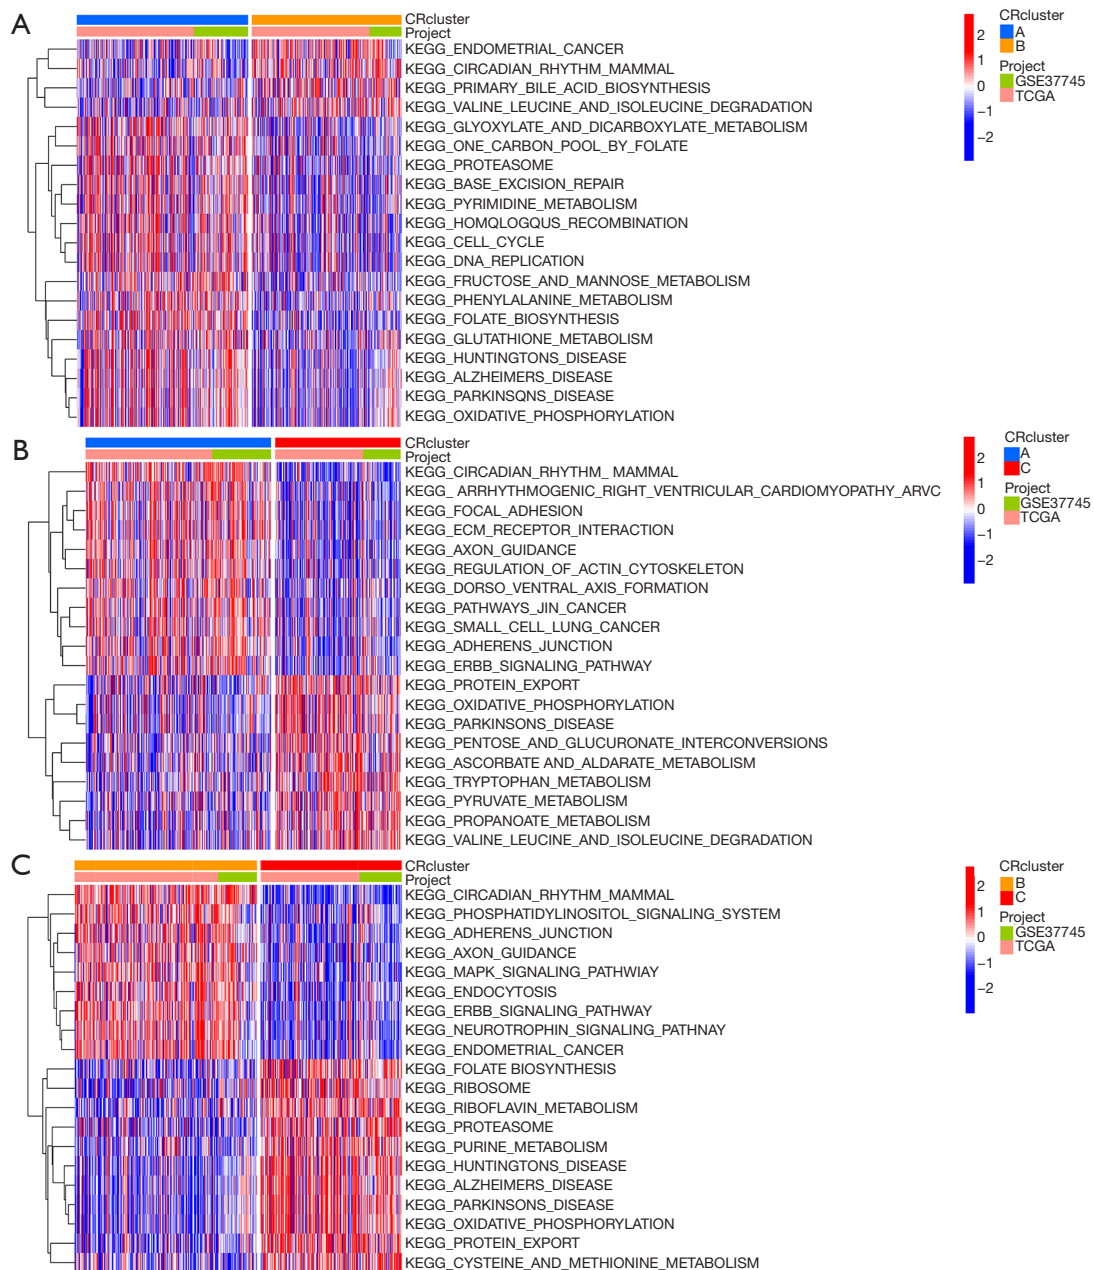 A
CRcluster
Project
KEGG_ENDOMETRIAL_CANCER
KEGG_CIRCADIAN_RHYTHM_MAMMAL
KEGG_PRIMARY_BILE_ACID_BIOSYNTHESIS
KEGG_VALINE_LEUCINE_AND_ISOLEUCINE_DEGRADATION
KEGG_GLYOXYLATE_AND_DICARBOXYLATE_METABOLISM
KEGG_ONE_CARBON_POOL_BY_FOLATE
KEGG_PROTEASOME
KEGG_BASE_EXCISION_REPAIR
KEGG_PYRIMIDINE_METABOLISM
KEGG_HOMQLOGQUS_RECOMBINATION
KEGG_CELL_CYCLE
KEGG_DNA_REPLICATION
KEGG_FRUCTOSE_AND_MANNOSE_METABOLISM
KEGG_PHENYLALANINE_METABOLISM
KEGG_FOLATE_BIOSYNTHESIS
KEGG_GLUTATHIONE_METABOLISM
KEGG_HUNTINGTONS_DISEASE
KEGG_ALZHEIMERS_DISEASE
KEGG_PARKINSQNS_DISEASE
KEGG_OXIDATIVE_PHOSPHORYLATION
2
1
0
−1
−2
CRcluster
A
B
Project
GSE37745
TCGA
B
CRcluster
Project
KEGG_CIRCADIAN_RHYTHM_MAMMAL
KEGG_ ARRHYTHMOGENIC_RIGHT_VENTRICULAR_CARDIOMYOPATHY_ARVC
KEGG_FOCAL_ADHESION
KEGG_ECM_RECEPTOR_INTERACTION
KEGG_AXON_GUIDANCE
KEGG_REGULATION_OF_ACTIN_CYTOSKELETON
KEGG_DORSO_VENTRAL_AXIS_FORMATION
KEGG_PATHWAYS_JIN_CANCER
KEGG_SMALL_CELL_LUNG_CANCER
KEGG_ADHERENS_JUNCTION
KEGG_ERBB_SIGNALING_PATHWAY
KEGG_PROTEIN_EXPORT
KEGG_OXIDATIVE_PHOSPHORYLATION
KEGG_PARKINSONS_DISEASE
KEGG_PENTOSE_AND_GLUCURONATE_INTERCONVERSIONS
KEGG_ASCORBATE AND_ALDARATE_METABOLISM
KEGG_TRYPTOPHAN_METABOLISM
KEGG_PYRUVATE_METABOLISM
KEGG_PROPANOATE_METABOLISM
KEGG_VALINE_LEUCINE_AND_ISOLEUCINE_DEGRADATION
2
1
0
−1
−2
CRcluster
A
C
Project
GSE37745
TCGA
C
CRcluster
Project
KEGG_CIRCADIAN_RHYTHM_MAMMAL
KEGG_PHOSPHATIDYLINOSITOL_SIGNALING_SYSTEM
KEGG_ADHERENS_JUNCTION
KEGG_AXON_GUIDANCE
KEGG_MAPK_SIGNALING_PATHWIAY
KEGG_ENDOCYTOSIS
KEGG_ERBB_SIGNALING_PATHWAY
KEGG_NEUROTROPHIN_SIGNALING_PATHNAY
KEGG_ENDOMETRIAL_CANCER
KEGG_FOLATE BIOSYNTHESIS
KEGG_RIBOSOME
KEGG_RIBOFLAVIN_METABOLISM
KEGG_PROTEASOME
KEGG_PURINE_METABOLISM
KEGG_HUNTINGTONS_DISEASE
KEGG_ALZHEIMERS_DISEASE
KEGG_PARKINSONS_DISEASE
KEGG_OXIDATIVE_PHOSPHORYLATION
KEGG_PROTEIN_EXPORT
KEGG_CYSTEINE_AND_METHIONINE_METABOLISM
2
1
0
−1
−2
CRcluster
B
C
Project
GSE37745
TCGA